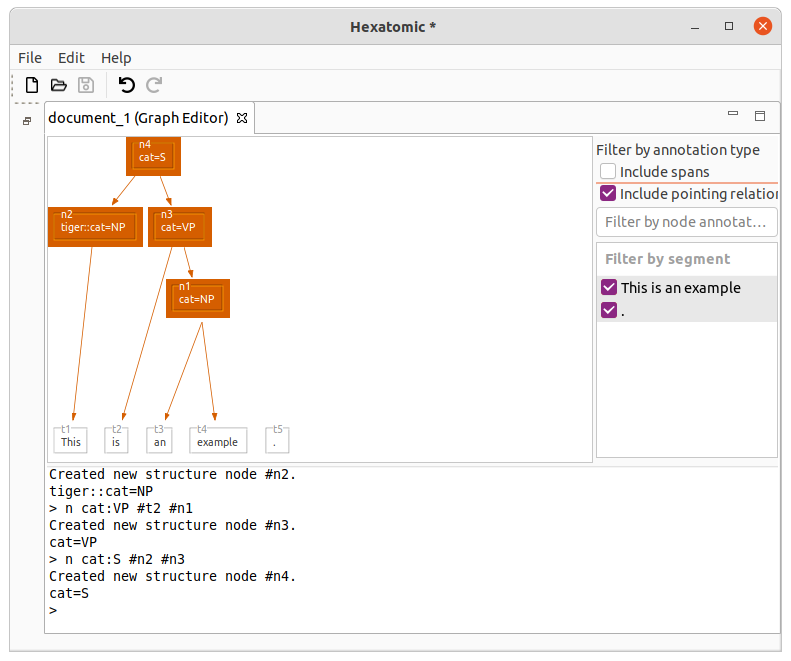 Hexatomic *
File Edit Help
document_1 (Graph Editor)
n4
cat=S
n2
tiger::cat=NP
n3
cat=VP
n1
cat=NP
t1
This
t2
is
t3
an
t4
example
t5
.
Filter by annotation type
Include spans
Include pointing relation
Filter by node annotat...
Filter by segment
This is an example
.
Created new structure node #n2.
tiger::cat=NP
> n cat:VP #t2 #n1
Created new structure node #n3.
cat=VP
> n cat:S #n2 #n3
Created new structure node #n4.
cat=S
>